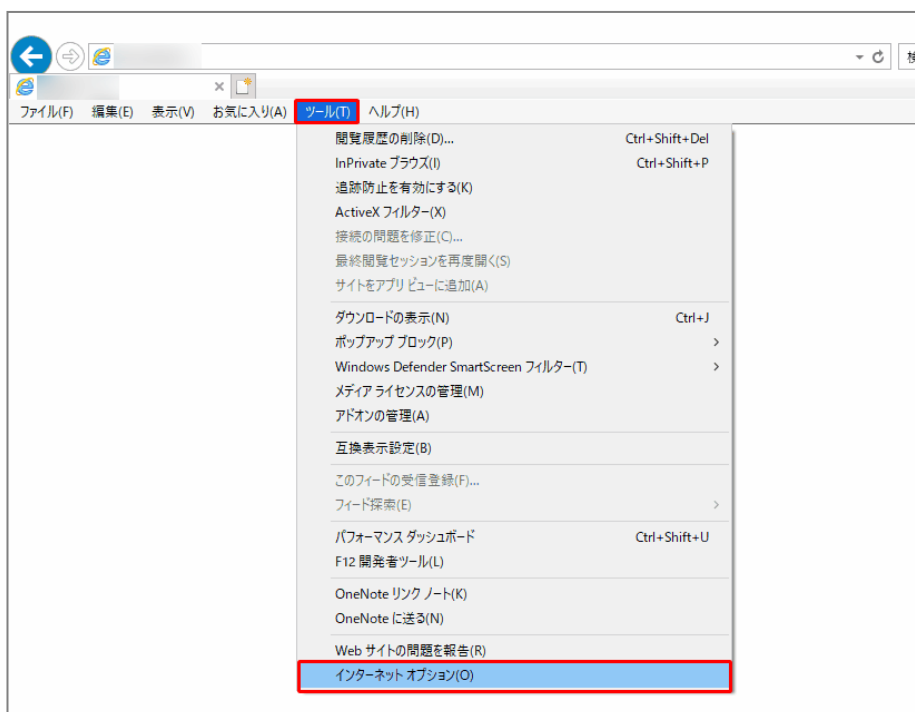 検
ファイル(F) 編集(E) 表示(V) お気に入り(A) ツール(T) ヘルプ(H)
閲覧履歴の削除(D)... Ctrl+Shift+Del
InPrivate ブラウズ(I) Ctrl+Shift+P
追跡防止を有効にする(K)
ActiveX フィルター(X)
接続の問題を修正(C)...
最終閲覧セッションを再度開く(S)
サイトをアプリ ビューに追加(A)
ダウンロードの表示(N) Ctrl+J
ポップアップ ブロック(P)
Windows Defender SmartScreen フィルター(T)
メディア ライセンスの管理(M)
アドオンの管理(A)
互換表示設定(B)
このフィードの受信登録(F)...
フィード探索(E)
パフォーマンス ダッシュボード Ctrl+Shift+U
F12 開発者ツール(L)
OneNote リンク ノート(K)
OneNote に送る(N)
Web サイトの問題を報告(R)
インターネット オプション(O)